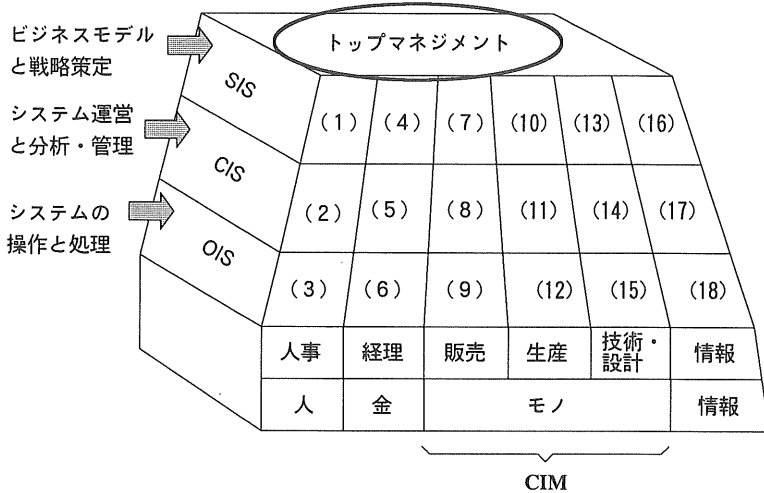 トップマネジメント
ビジネスモデル
と戦略策定
SIS
(1) (4) (7) (10) (13) (16)
システム運営
と分析・管理
CIS
(2) (5) (8) (11) (14) (17)
システムの
操作と処理
OIS
(3) (6) (9) (12) (15) (18)
人事 経理 販売 生産 技術・
設計 情報
人 金 モノ 情報
CIM